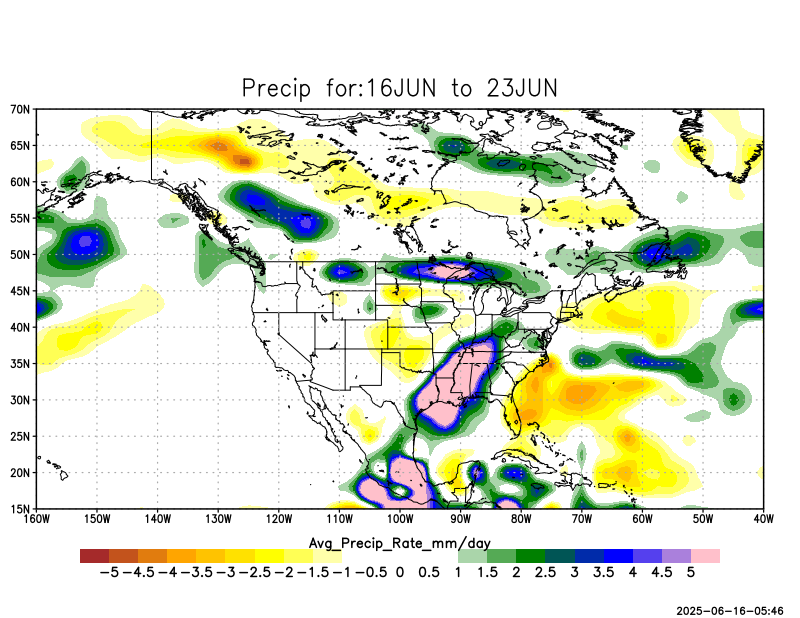 Precip for:16JUN to 23JUN
70N
65N
60N
55N
50N
45N
40N
35N
30N
25N
20N
15N
160W 150W 140W 130W 120W 110W 100W 90W 80W 70W 60W 50W 40W
Avg_Precip_Rate_mm/day
-5 -4.5 -4 -3.5 -3 -2.5 -2 -1.5 -1 -0.5 0 0.5 1 1.5 2 2.5 3 3.5 4 4.5 5
2025-06-16-05:46